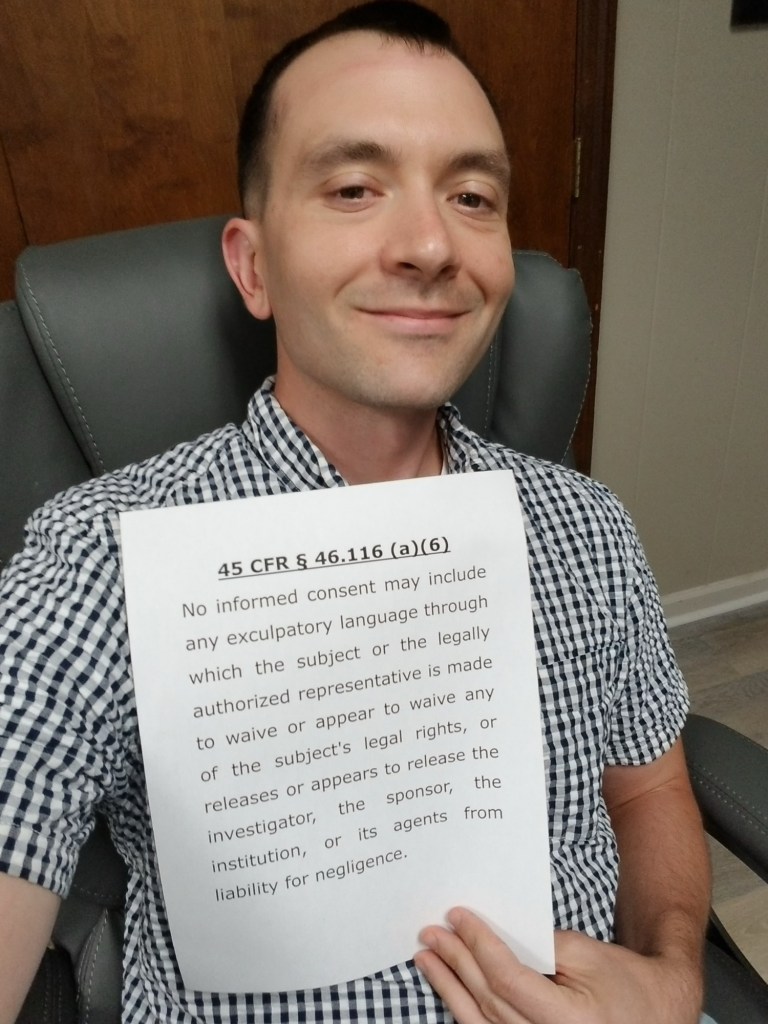 45 CFR § 46.116 (a)(6)
No informed consent may include
any exculpatory language through
which the subject or the legally
authorized representative is made
to waive or appear to waive any
of the subject's legal rights, or
releases or appears to release the
investigator, the sponsor, the
institution, or its agents from
liability for negligence.